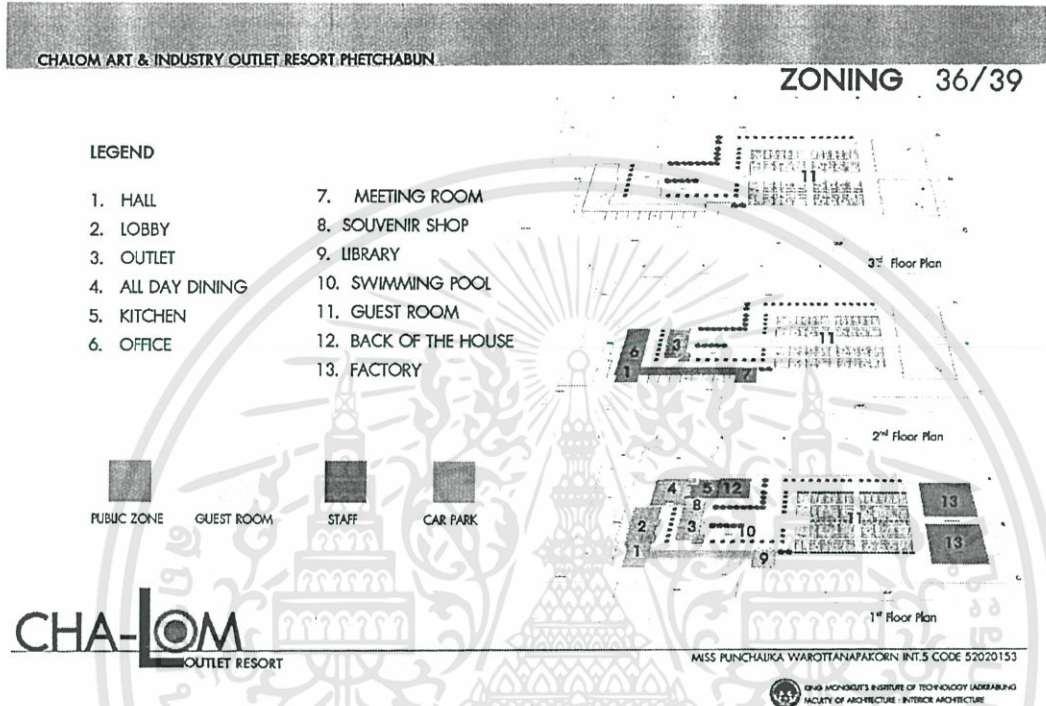 CHALOM ART & INDUSTRY OUTLET RESORT PHETCHABUN
ZONING 36/39
LEGEND
1. HALL
2. LOBBY
3. OUTLET
4. ALL DAY DINING
5. KITCHEN
6. OFFICE
7. MEETING ROOM
8. SOUVENIR SHOP
9. LIBRARY
10. SWIMMING POOL
11. GUEST ROOM
12. BACK OF THE HOUSE
13. FACTORY
11
3rd Floor Plan
6
3
11
1
7
2nd Floor Plan
4
5
12
8
13
2
3
10
11
13
1
9
1st Floor Plan
PUBLIC ZONE
GUEST ROOM
STAFF
CAR PARK
CHA-LOM
OUTLET RESORT
MISS PUNCHALIKA WAROTTANAPAKORN INT.5 CODE 52020153
KING MONGKUT'S INSTITUTE OF TECHNOLOGY LADKRABANG
FACULTY OF ARCHITECTURE : INTERIOR ARCHITECTURE